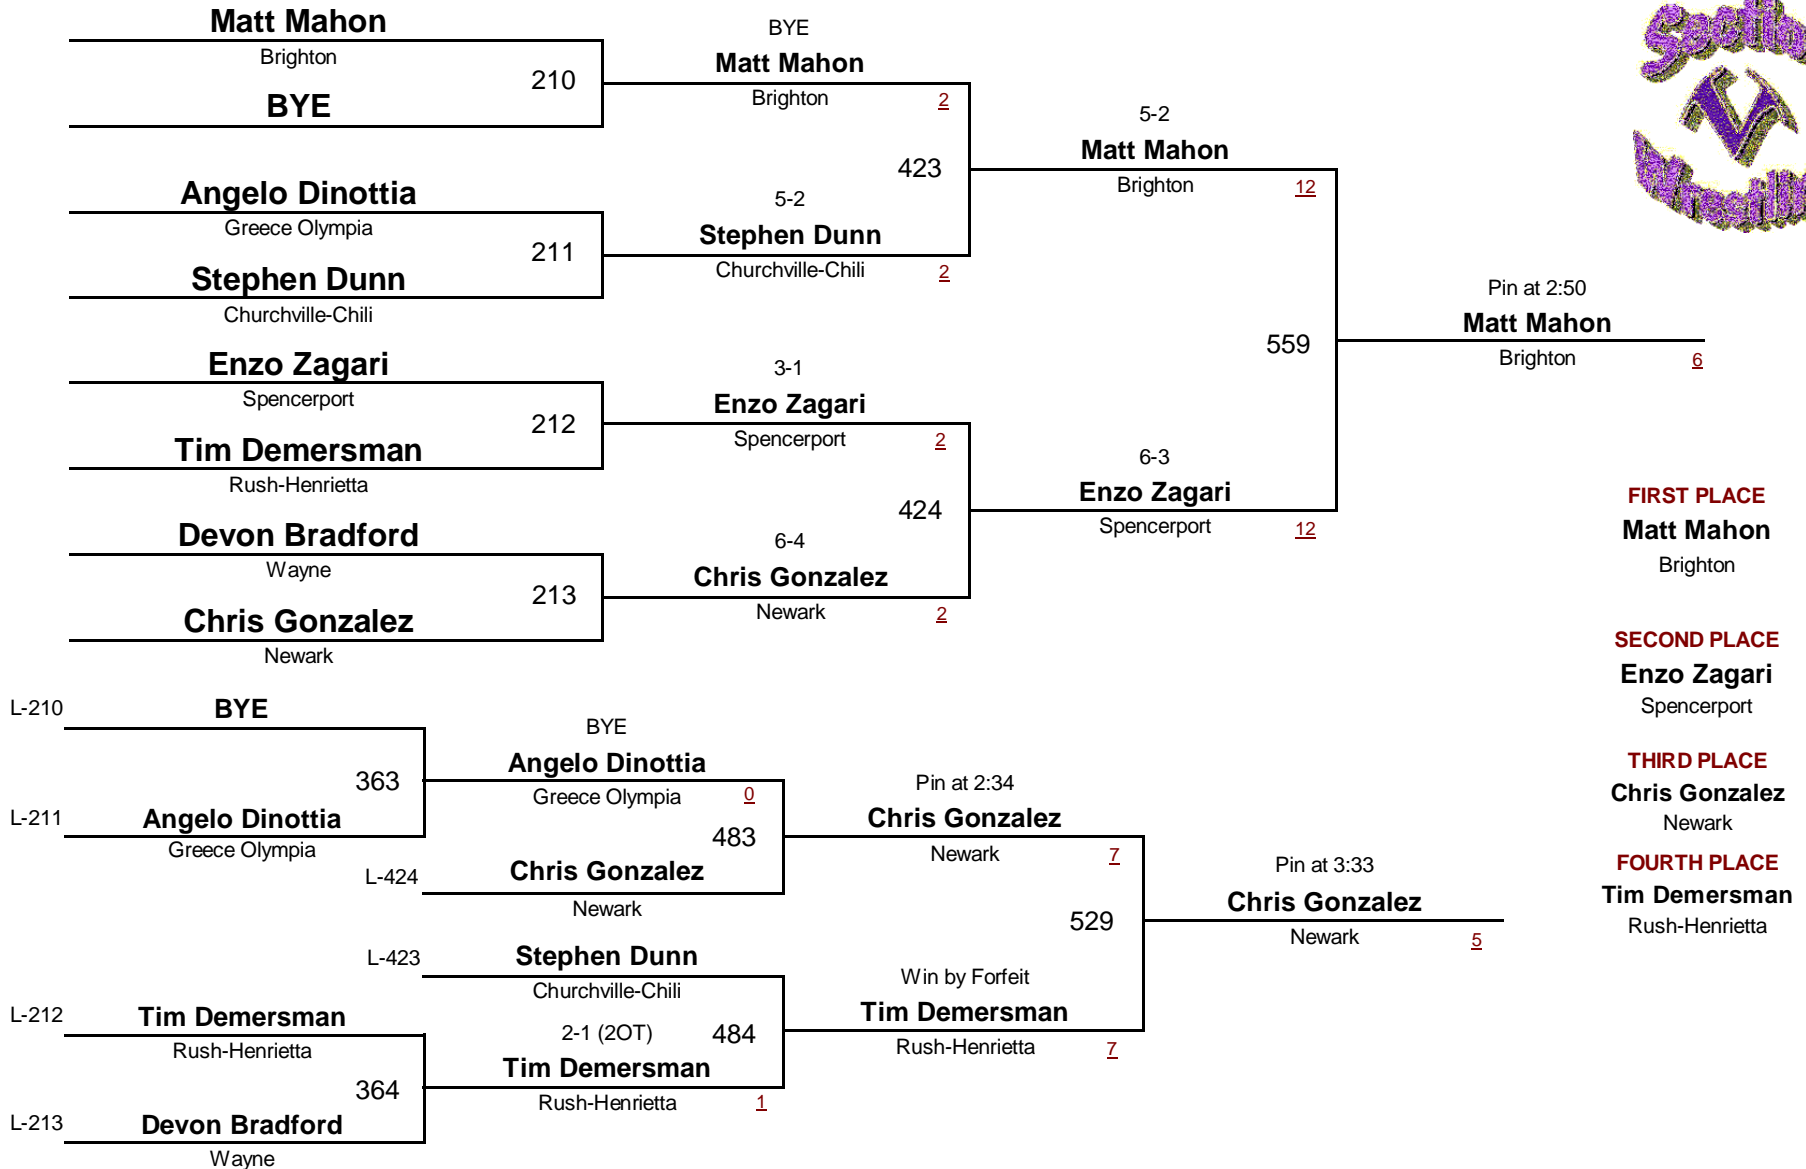 Matt Mahon
Brighton
210
BYE
Angelo Dinottia
Greece Olympia
211
Stephen Dunn
Churchville-Chili
Enzo Zagari
Spencerport
212
Tim Demersman
Rush-Henrietta
Devon Bradford
Wayne
213
Chris Gonzalez
Newark
BYE
Matt Mahon
Brighton 2
423
5-2
Stephen Dunn
Churchville-Chili 2
3-1
Enzo Zagari
Spencerport 2
424
6-4
Chris Gonzalez
Newark 2
5-2
Matt Mahon
Brighton 12
559
6-3
Enzo Zagari
Spencerport 12
Pin at 2:50
Matt Mahon
Brighton 6
V
FIRST PLACE
Matt Mahon
Brighton
SECOND PLACE
Enzo Zagari
Spencerport
THIRD PLACE
Chris Gonzalez
Newark
FOURTH PLACE
Tim Demersman
Rush-Henrietta
L-210 BYE
363
L-211 Angelo Dinottia
Greece Olympia
BYE
Angelo Dinottia
Greece Olympia 0
483
L-424 Chris Gonzalez
Newark
L-423 Stephen Dunn
Churchville-Chili
484
L-212 Tim Demersman
Rush-Henrietta
364
L-213 Devon Bradford
Wayne
2-1 (2OT)
Tim Demersman
Rush-Henrietta 1
Pin at 2:34
Chris Gonzalez
Newark 7
529
Win by Forfeit
Tim Demersman
Rush-Henrietta 7
Pin at 3:33
Chris Gonzalez
Newark 5